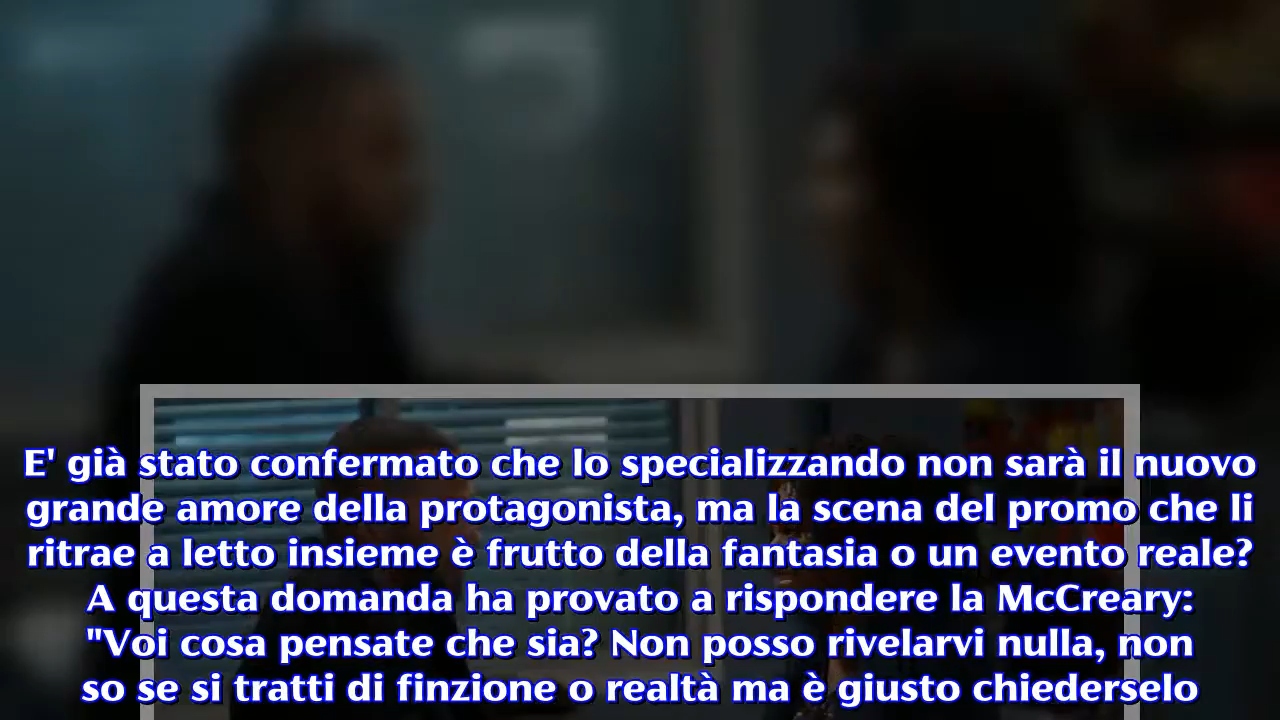 E' già stato confermato che lo specializzando non sarà il nuovo
grande amore della protagonista, ma la scena del promo che li
ritrae a letto insieme è frutto della fantasia o un evento reale?
A questa domanda ha provato a rispondere la McCreary:
"Voi cosa pensate che sia? Non posso rivelarvi nulla, non
so se si tratti di finzione o realtà ma è giusto chiederselo